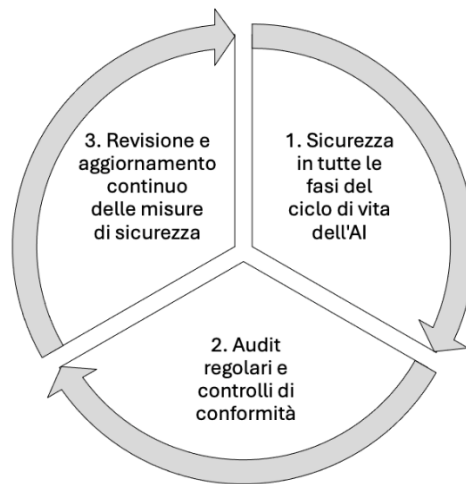 1. Sicurezza
in tutte le
fasi del
ciclo di vita
dell'AI
2. Audit
regolari e
controlli di
conformità
3. Revisione e
aggiornamento
continuo
delle misure
di sicurezza